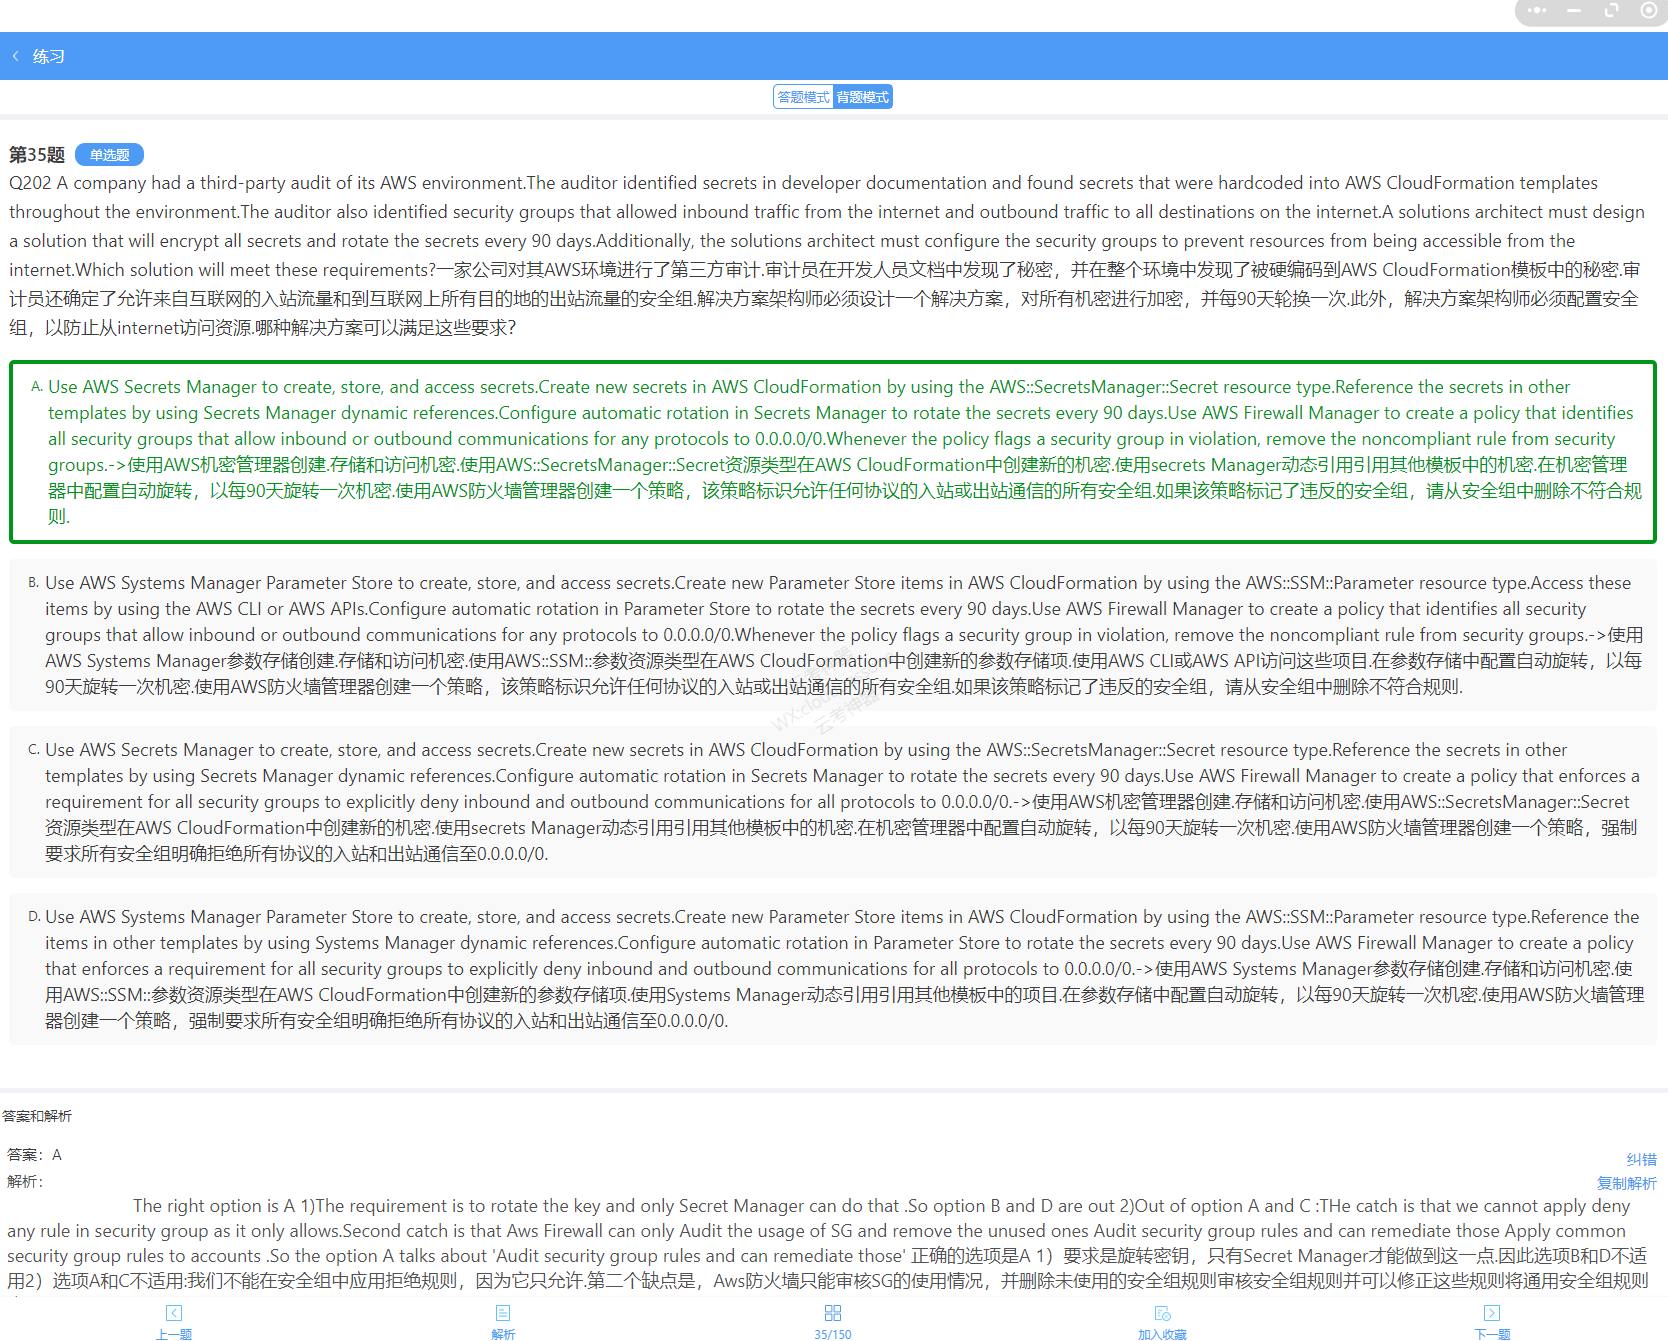 练习
答题模式 背题模式
第35题 单选题
Q202 A company had a third-party audit of its AWS environment.The auditor identified secrets in developer documentation and found secrets that were hardcoded into AWS CloudFormation templates
throughout the environment.The auditor also identified security groups that allowed inbound traffic from the internet and outbound traffic to all destinations on the internet.A solutions architect must design
a solution that will encrypt all secrets and rotate the secrets every 90 days.Additionally, the solutions architect must configure the security groups to prevent resources from being accessible from the
internet.Which solution will meet these requirements?一家公司对其AWS环境进行了第三方审计.审计员在开发人员文档中发现了秘密，并在整个环境中发现了被硬编码到AWS CloudFormation模板中的秘密.审
计员还确定了允许来自互联网的入站流量和到互联网上所有目的地的出站流量的安全组.解决方案架构师必须设计一个解决方案，对所有机密进行加密，并每90天轮换一次.此外，解决方案架构师必须配置安全
组，以防止从internet访问资源.哪种解决方案可以满足这些要求?
A. Use AWS Secrets Manager to create, store, and access secrets.Create new secrets in AWS CloudFormation by using the AWS::SecretsManager::Secret resource type.Reference the secrets in other
templates by using Secrets Manager dynamic references.Configure automatic rotation in Secrets Manager to rotate the secrets every 90 days.Use AWS Firewall Manager to create a policy that identifies
all security groups that allow inbound or outbound communications for any protocols to 0.0.0.0/0.Whenever the policy flags a security group in violation, remove the noncompliant rule from security
groups.->使用AWS机密管理器创建.存储和访问机密.使用AWS::SecretsManager::Secret资源类型在AWS CloudFormation中创建新的机密.使用secrets Manager动态引用引用其他模板中的机密.在机密管理
器中配置自动旋转，以每90天旋转一次机密.使用AWS防火墙管理器创建一个策略，该策略标识允许任何协议的入站或出站通信的所有安全组.如果该策略标记了违反的安全组，请从安全组中删除不符合规
则.
B. Use AWS Systems Manager Parameter Store to create, store, and access secrets.Create new Parameter Store items in AWS CloudFormation by using the AWS::SSM::Parameter resource type.Access these
items by using the AWS CLI or AWS APIs.Configure automatic rotation in Parameter Store to rotate the secrets every 90 days.Use AWS Firewall Manager to create a policy that identifies all security
groups that allow inbound or outbound communications for any protocols to 0.0.0.0/0.Whenever the policy flags a security group in violation, remove the noncompliant rule from security groups.->使用
AWS Systems Manager参数存储创建.存储和访问机密.使用AWS::SSM::参数资源类型在AWS CloudFormation中创建新的参数存储项.使用AWS CLI或AWS API访问这些项目.在参数存储中配置自动旋转，以每
90天旋转一次机密.使用AWS防火墙管理器创建一个策略，该策略标识允许任何协议的入站或出站通信的所有安全组.如果该策略标记了违反的安全组，请从安全组中删除不符合规则.
云考神器
C. Use AWS Secrets Manager to create, store, and access secrets.Create new secrets in AWS CloudFormation by using the AWS::SecretsManager::Secret resource type.Reference the secrets in other
templates by using Secrets Manager dynamic references.Configure automatic rotation in Secrets Manager to rotate the secrets every 90 days.Use AWS Firewall Manager to create a policy that enforces a
requirement for all security groups to explicitly deny inbound and outbound communications for all protocols to 0.0.0.0/0.->使用AWS机密管理器创建.存储和访问机密.使用AWS::SecretsManager::Secret
资源类型在AWS CloudFormation中创建新的机密.使用secrets Manager动态引用引用其他模板中的机密.在机密管理器中配置自动旋转，以每90天旋转一次机密.使用AWS防火墙管理器创建一个策略，强制
要求所有安全组明确拒绝所有协议的入站和出站通信至0.0.0.0/0.
D. Use AWS Systems Manager Parameter Store to create, store, and access secrets.Create new Parameter Store items in AWS CloudFormation by using the AWS::SSM::Parameter resource type.Reference the
items in other templates by using Systems Manager dynamic references.Configure automatic rotation in Parameter Store to rotate the secrets every 90 days.Use AWS Firewall Manager to create a policy
that enforces a requirement for all security groups to explicitly deny inbound and outbound communications for all protocols to 0.0.0.0/0.->使用AWS Systems Manager参数存储创建.存储和访问机密.使
用AWS::SSM::参数资源类型在AWS CloudFormation中创建新的参数存储项.使用Systems Manager动态引用引用其他模板中的项目.在参数存储中配置自动旋转，以每90天旋转一次机密.使用AWS防火墙管理
器创建一个策略，强制要求所有安全组明确拒绝所有协议的入站和出站通信至0.0.0.0/0.
答案和解析
答案：A
纠错
解析：
复制解析
The right option is A 1)The requirement is to rotate the key and only Secret Manager can do that .So option B and D are out 2)Out of option A and C :THe catch is that we cannot apply deny
any rule in security group as it only allows.Second catch is that Aws Firewall can only Audit the usage of SG and remove the unused ones Audit security group rules and can remediate those Apply common
security group rules to accounts .So the option A talks about 'Audit security group rules and can remediate those' 正确的选项是A 1）要求是旋转密钥，只有Secret Manager才能做到这一点.因此选项B和D不适
用2）选项A和C不适用:我们不能在安全组中应用拒绝规则，因为它只允许.第二个缺点是，Aws防火墙只能审核SG的使用情况，并删除未使用的安全组规则审核安全组规则并可以修正这些规则将通用安全组规则
上一题 解析 35/150 加入收藏 下一题